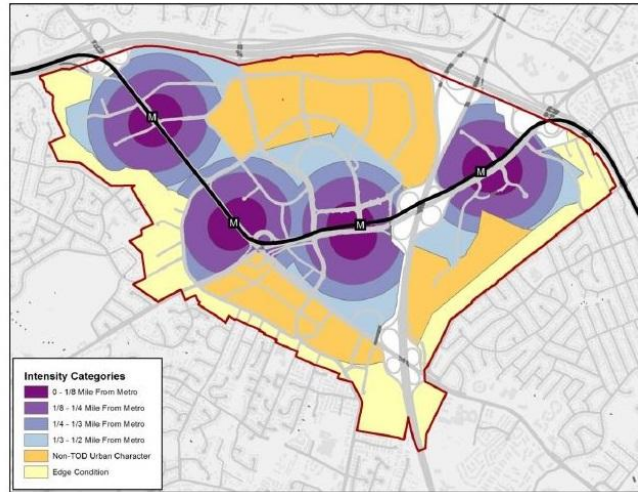 M
M
M
M
Intensity Categories
0 - 1/8 Mile From Metro
1/8 - 1/4 Mile From Metro
1/4 - 1/3 Mile From Metro
1/3 - 1/2 Mile From Metro
Non-TOD Urban Character
Edge Condition